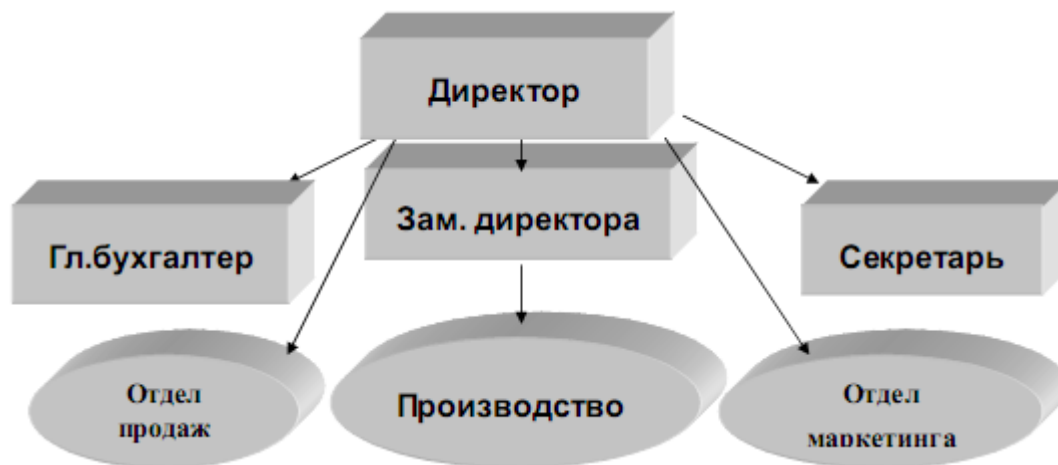 Директор
Гл.бухгалтер
Зам. директора
Секретарь
Отдел
продаж
Производство
Отдел
маркетинга